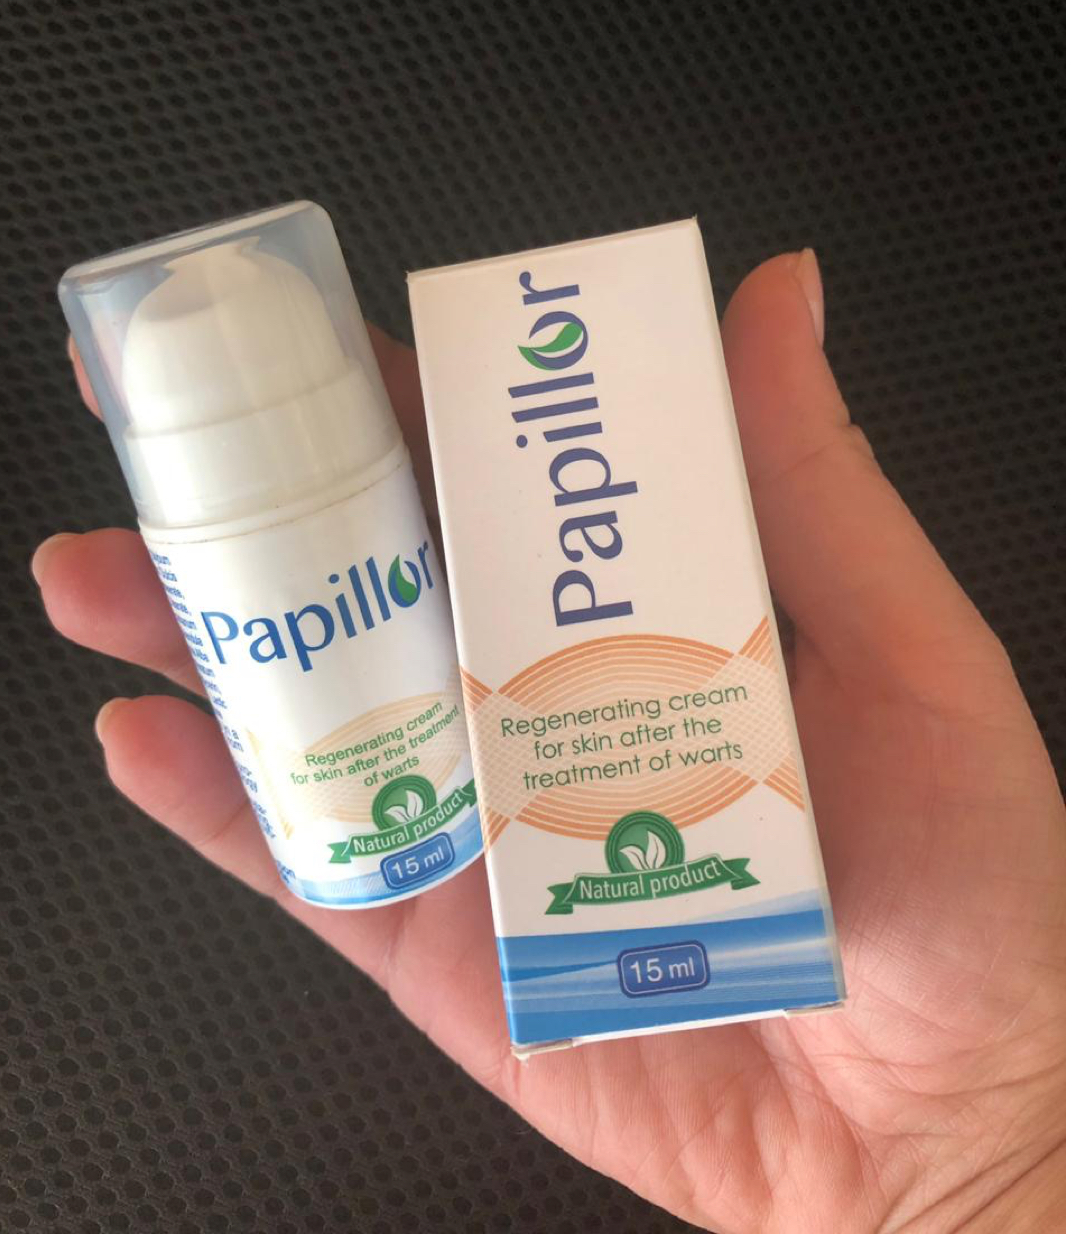 Papillor
Regenerating cream
for skin after the treatment
of warts
Natural product
15 ml
Papillor
Regenerating cream
for skin after the
treatment of warts
Natural product
15 ml